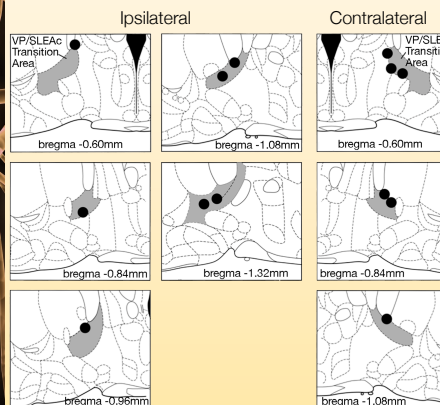 Ipsilateral
Contralateral
VP/SLEAc
Transition
Area
bregma -0.60mm
bregma -1.08mm
VP/SLE
Transiti
Area
bregma -0.60mm
bregma -0.84mm
bregma -1.32mm
bregma -0.84mm
bregma -0.96mm
bregma -1.08mm